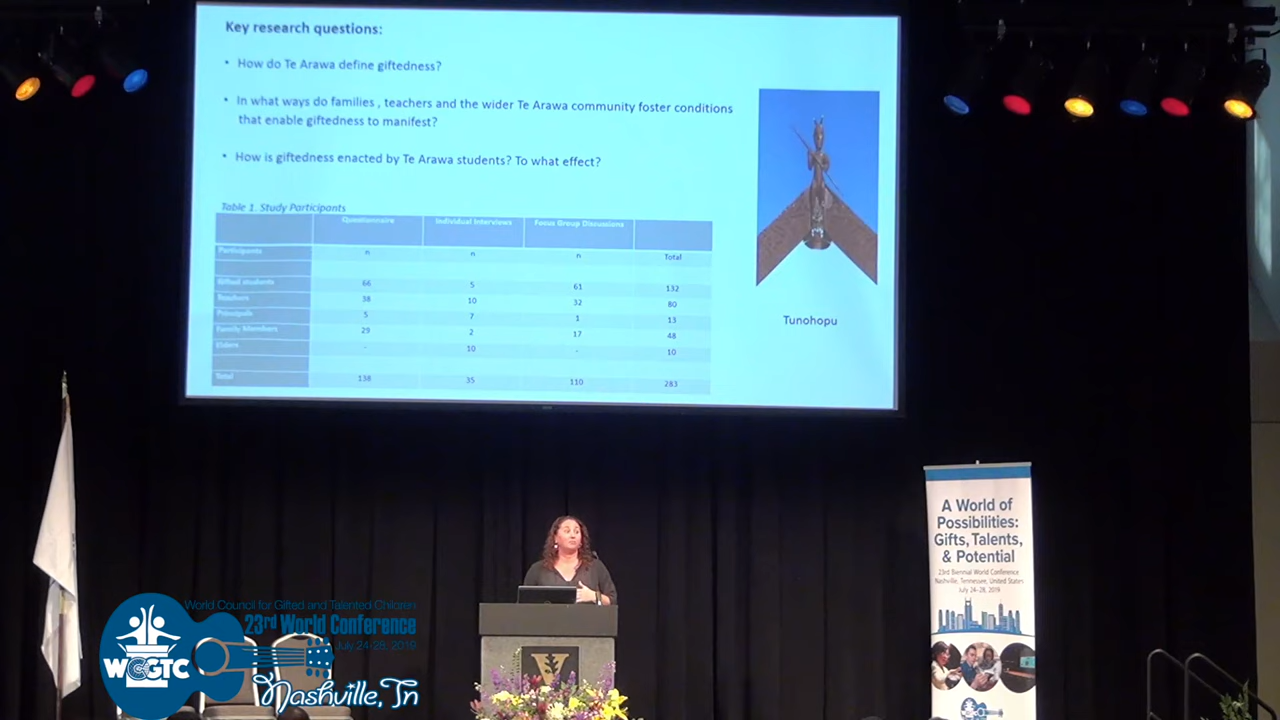 Key research questions:
• How do Te Arawa define giftedness?
• In what ways do families , teachers and the wider Te Arawa community foster conditions
that enable giftedness to manifest?
• How is giftedness enacted by Te Arawa students? To what effect?
Table 1. Study Participants
Questionnaire Individual Interviews Focus Group Discussions
Participants n n n Total
Gifted students 66 5 61 132
Teachers 38 10 32 80
Principals 5 7 1 13
Family Members 29 2 17 48
Elders - 10 - 10
Total 138 35 110 283
Tunohopu
A World of
Possibilities:
Gifts, Talents,
& Potential
23rd Biennial World Conference
Nashville, Tennessee, United States
July 24-28, 2019
World Council for Gifted and Talented Children
23rd World Conference
July 24-28, 2019
WCGTC
Nashville, Tn
V